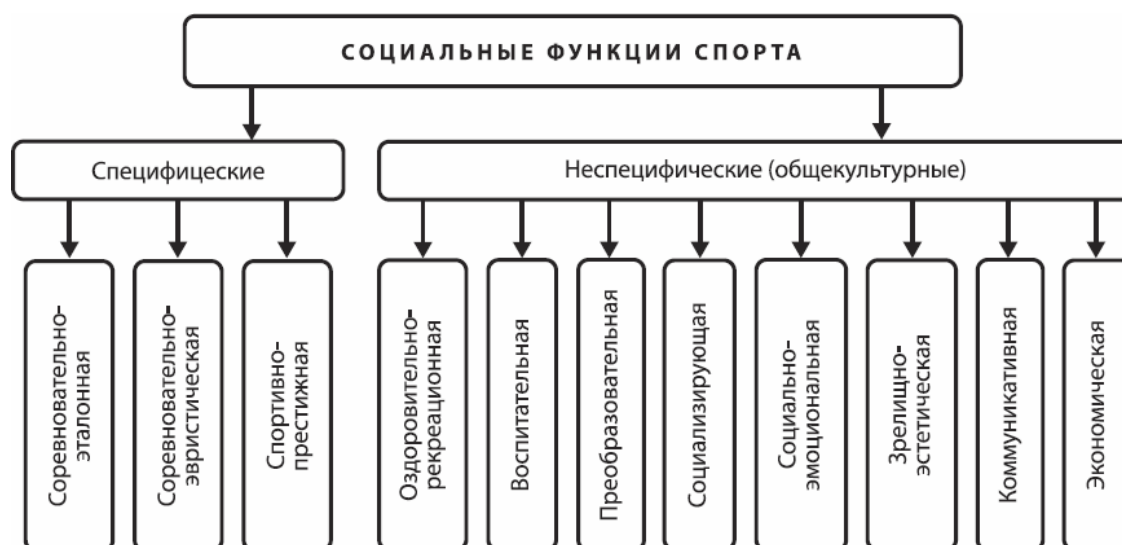 СОЦИАЛЬНЫЕ ФУНКЦИИ СПОРТА
Специфицеские
Неспецифические (общекультурные)
Соревновательно-
эталонная
Соревновательно-
эвристическая
Спортивно-
престижная
Оздоровительно-
рекреационная
Воспитательная
Преобразовательная
Социализирующая
Социально-
эмоциональная
Зрелищно-
эстетическая
Коммуникативная
Экономическая